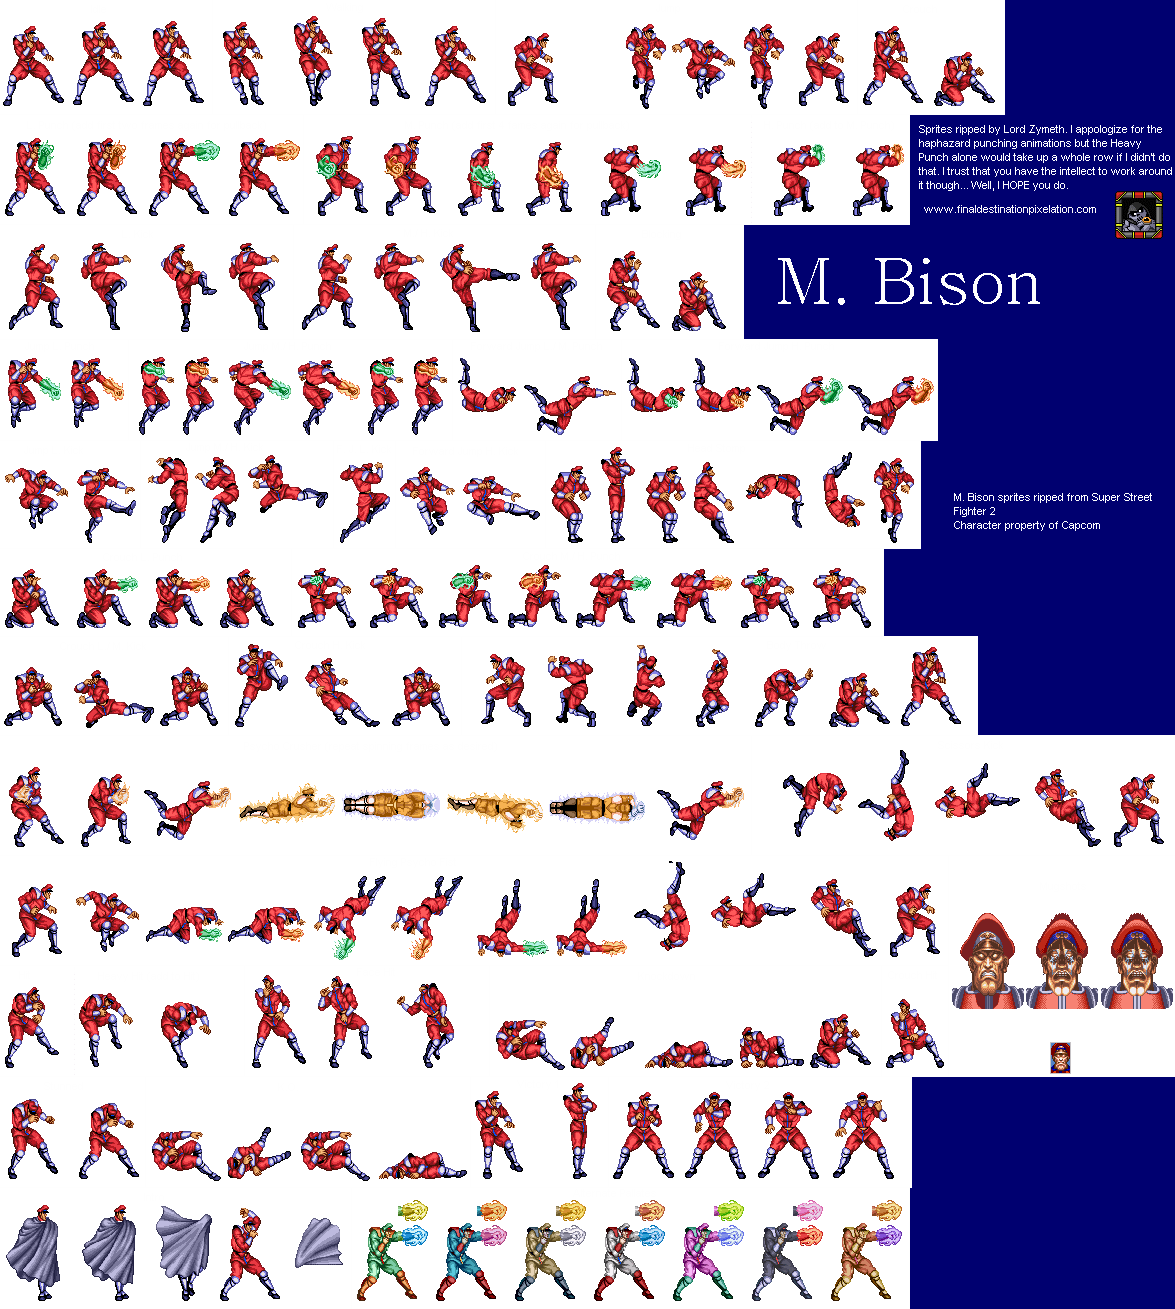 Sprites ripped by Lord Zymeth. I appologize for the
haphazard punching animations but the Heavy
Punch alone would take up a whole row if I didn't do
that. I trust that you have the intellect to work around
it though... Well, I HOPE you do.
www.finaldestinationpixelation.com
M. Bison
M. Bison sprites ripped from Super Street
Fighter 2
Character property of Capcom